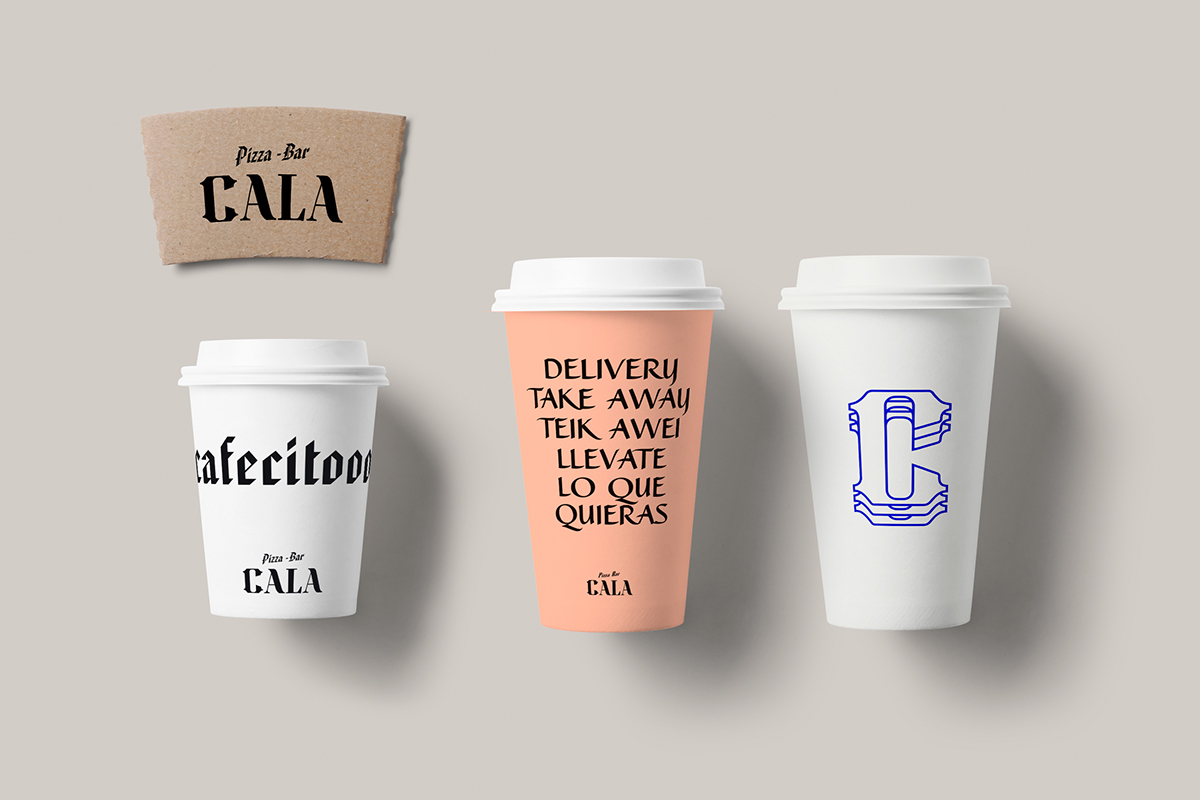 Pizza - Bar
CALA
cafecitooo
Pizza - Bar
CALA
DELIVERY
TAKE AWAY
TEIK AWEI
LLEVATE
LO QUE
QUIERAS
Pizza Bar
CALA
C